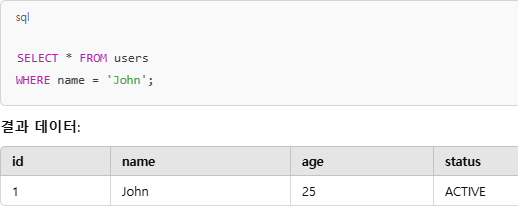 sql
SELECT * FROM users
WHERE name = 'John';
결과 데이터:
id name age status
1 John 25 ACTIVE